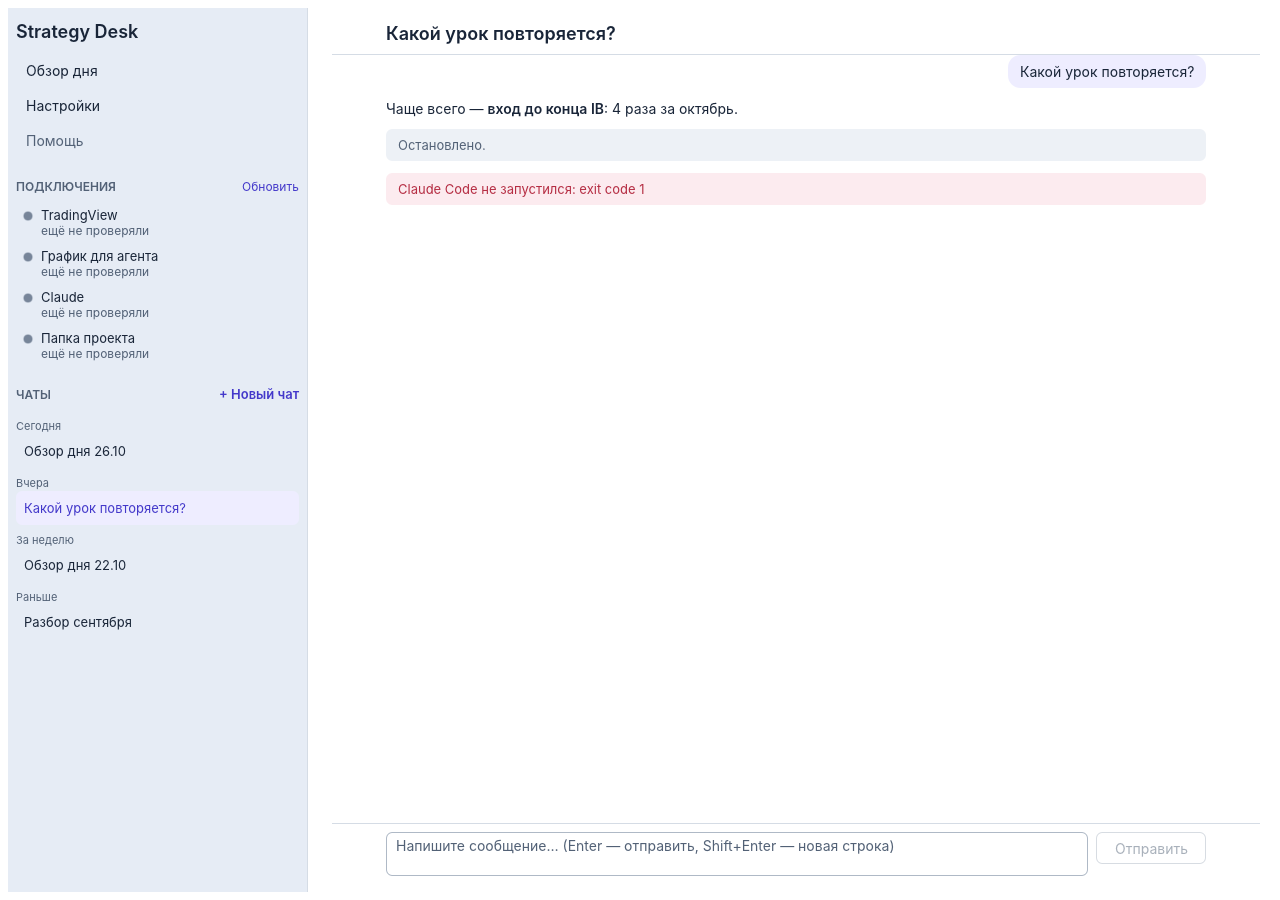 Strategy Desk
Обзор дня
Настройки
Помощь
ПОДКЛЮЧЕНИЯ
Обновить
TradingView
ещё не проверяли
График для агента
ещё не проверяли
Claude
ещё не проверяли
Папка проекта
ещё не проверяли
ЧАТЫ
+ Новый чат
Сегодня
Обзор дня 26.10
Вчера
Какой урок повторяется?
За неделю
Обзор дня 22.10
Раньше
Разбор сентября
Какой урок повторяется?
Какой урок повторяется?
Чаще всего — вход до конца IB: 4 раза за октябрь.
Остановлено.
Claude Code не запустился: exit code 1
Напишите сообщение... (Enter — отправить, Shift+Enter — новая строка)
Отправить